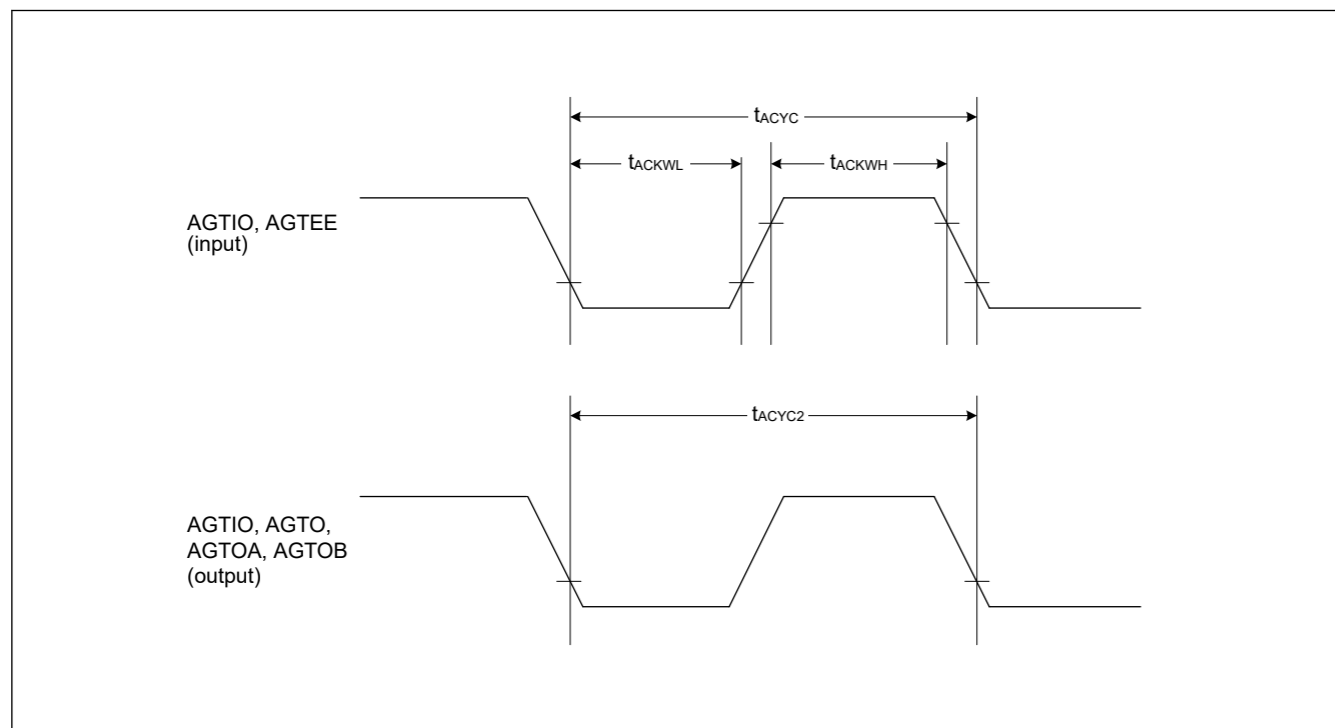 tACYC
tACKWL
tACKWH
AGTIO, AGTEE
(input)
tACYC2
AGTIO, AGTO,
AGTOA, AGTOB
(output)